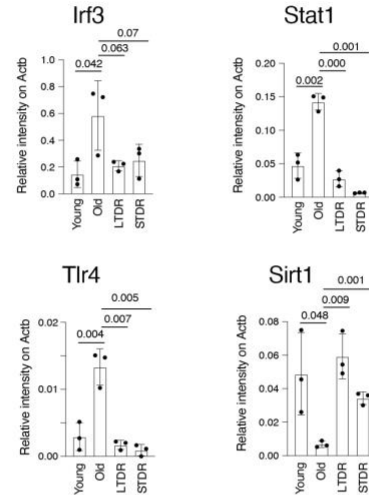 Irf3
0.07
0.063
0.042
Relative intensity on Actb
1.0
0.8
0.6
0.4
0.2
0.0
Young
Old
LTDR
STDR
Stat1
0.001
0.000
0.002
Relative intensity on Actb
0.20
0.15
0.10
0.05
0.00
Young
Old
LTDR
STDR
Tlr4
0.005
0.007
0.004
Relative intensity on Actb
0.02
0.01
0.00
Young
Old
LTDR
STDR
Sirt1
0.001
0.009
0.048
Relative intensity on Actb
0.08
0.06
0.04
0.02
0.00
Young
Old
LTDR
STDR